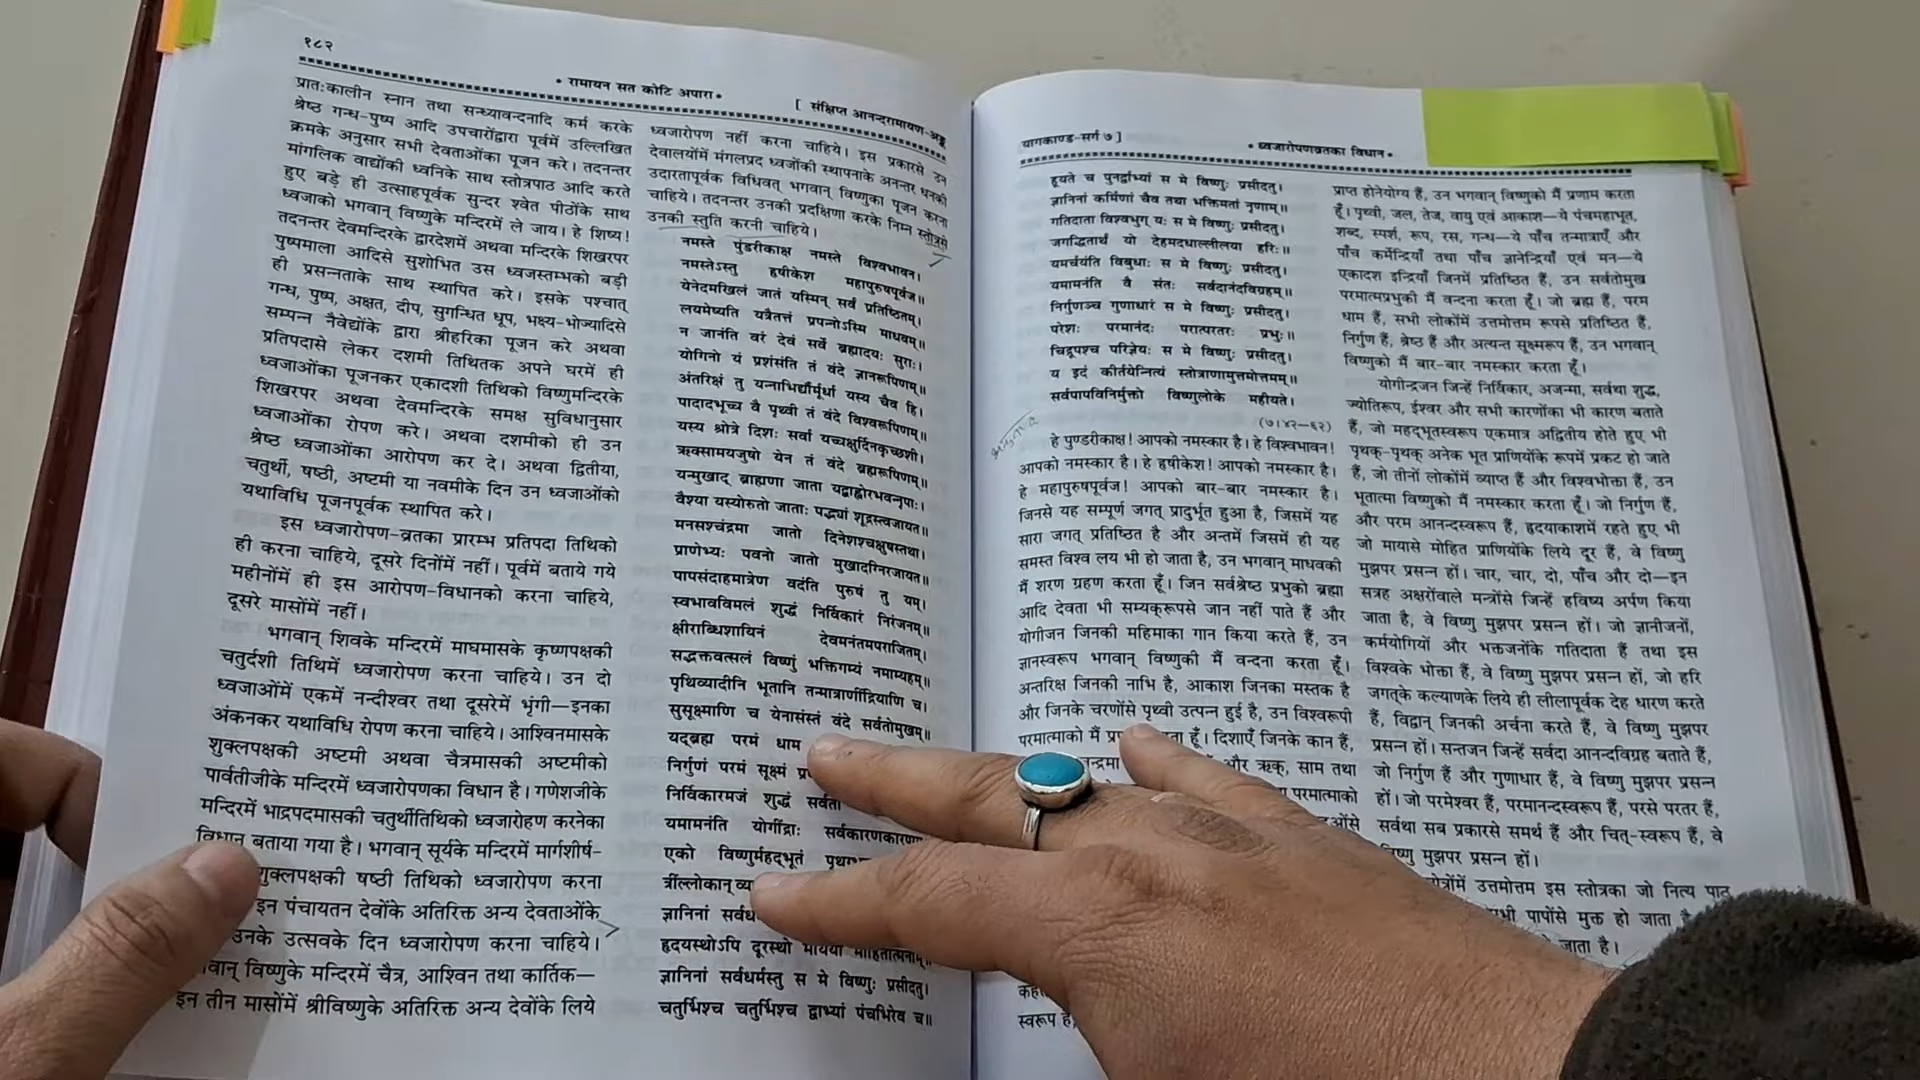 १८२
• रामायन सत कोटि अपारा •
[ संक्षिप्त आनन्दरामायण-अङ्क
प्रातःकालीन स्नान तथा सन्ध्यावन्दनादि कर्म करके
श्रेष्ठ गन्ध-पुष्प आदि उपचारोंद्वारा पूर्वमें उल्लिखित
क्रमके अनुसार सभी देवताओंका पूजन करे। तदनन्तर
मांगलिक वाद्योंकी ध्वनिके साथ स्तोत्रपाठ आदि करते
हुए बड़े ही उत्साहपूर्वक सुन्दर श्वेत पीठोंके साथ
ध्वजाको भगवान् विष्णुके मन्दिरमें ले जाय। हे शिष्य!
तदनन्तर देवमन्दिरके द्वारदेशमें अथवा मन्दिरके शिखरपर
पुष्पमाला आदिसे सुशोभित उस ध्वजस्तम्भको बड़ी
ही प्रसन्नताके साथ स्थापित करे। इसके पश्चात्
गन्ध, पुष्प, अक्षत, दीप, सुगन्धित धूप, भक्ष्य-भोज्यादिसे
सम्पन्न नैवेद्योंके द्वारा श्रीहरिका पूजन करे अथवा
प्रतिपदासे लेकर दशमी तिथितक अपने घरमें ही
ध्वजाओंका पूजनकर एकादशी तिथिको विष्णुमन्दिरके
शिखरपर अथवा देवमन्दिरके समक्ष सुविधानुसार
ध्वजाओंका रोपण करे। अथवा दशमीको ही उन
श्रेष्ठ ध्वजाओंका आरोपण कर दे। अथवा द्वितीया,
चतुर्थी, षष्ठी, अष्टमी या नवमीके दिन उन ध्वजाओंको
यथाविधि पूजनपूर्वक स्थापित करे।
इस ध्वजारोपण-व्रतका प्रारम्भ प्रतिपदा तिथिको
ही करना चाहिये, दूसरे दिनोंमें नहीं। पूर्वमें बताये गये
महीनोंमें ही इस आरोपण-विधानको करना चाहिये,
दूसरे मासोंमें नहीं।
भगवान् शिवके मन्दिरमें माघमासके कृष्णपक्षकी
चतुर्दशी तिथिमें ध्वजारोपण करना चाहिये। उन दो
ध्वजाओंमें एकमें नन्दीश्वर तथा दूसरेमें भृंगी—इनका
अंकनकर यथाविधि रोपण करना चाहिये। आश्विनमासके
शुक्लपक्षकी अष्टमी अथवा चैत्रमासकी अष्टमीको
पार्वतीजीके मन्दिरमें ध्वजारोपणका विधान है। गणेशजीके
मन्दिरमें भाद्रपदमासकी चतुर्थीतिथिको ध्वजारोहण करनेका
विधान बताया गया है। भगवान् सूर्यके मन्दिरमें मार्गशीर्ष-
शुक्लपक्षकी षष्ठी तिथिको ध्वजारोपण करना
इन पंचायतन देवोंके अतिरिक्त अन्य देवताओंके
उनके उत्सवके दिन ध्वजारोपण करना चाहिये।
विष्णुके मन्दिरमें चैत्र, आश्विन तथा कार्तिक—
इन तीन मासोंमें श्रीविष्णुके अतिरिक्त अन्य देवोंके लिये
ध्वजारोपण नहीं करना चाहिये। इस प्रकारसे उन
देवालयोंमें मंगलप्रद ध्वजोंकी स्थापनाके अनन्तर धनकी
उदारतापूर्वक विधिवत् भगवान् विष्णुका पूजन करना
चाहिये। तदनन्तर उनकी प्रदक्षिणा करके निम्न स्तोत्रसे
उनकी स्तुति करनी चाहिये।
नमस्ते पुंडरीकाक्ष नमस्ते विश्वभावन।
नमस्तेऽस्तु हृषीकेश महापुरुषपूर्वज॥
येनेदमखिलं जातं यस्मिन् सर्वं प्रतिष्ठितम्।
लयमेष्यति यत्रैतत्तं प्रपन्नोऽस्मि माधवम्॥
न जानंति वरं देवं सर्वे ब्रह्मादयः सुराः।
योगिनो यं प्रशंसंति तं वंदे ज्ञानरूपिणम्॥
अंतरिक्षं तु यन्नाभिर्द्यौर्मूर्धा यस्य चैव हि।
पादादभूच्च वै पृथ्वी तं वंदे विश्वरूपिणम्॥
यस्य श्रोत्रे दिशः सर्वा यच्चक्षुर्दिनकृच्छशी।
ऋक्सामयजुषो येन तं वंदे ब्रह्मरूपिणम्॥
यन्मुखाद् ब्राह्मणा जाता यद्बाह्वोरभवन्नृपाः।
वैश्या यस्योरुतो जाताः पद्भ्यां शूद्रस्त्वजायत॥
मनसश्चंद्रमा जातो दिनेशश्चक्षुषस्तथा।
प्राणेभ्यः पवनो जातो मुखादग्निरजायत॥
पापसंदाहमात्रेण वदंति पुरुषं तु यम्।
स्वभावविमलं शुद्धं निर्विकारं निरंजनम्॥
क्षीराब्धिशायिनं देवमनंतमपराजितम्।
सद्भक्तवत्सलं विष्णुं भक्तिगम्यं नमाम्यहम्॥
पृथिव्यादीनि भूतानि तन्मात्राणींद्रियाणि च।
सुसूक्ष्माणि च येनासंस्तं वंदे सर्वतोमुखम्॥
यद्ब्रह्म परमं धाम
निर्गुणं परमं सूक्ष्मं
निर्विकारमजं शुद्धं
यमामनंति योगींद्राः सर्वकारणकारणम्
एको विष्णुर्महद्भूतं
त्रींल्लोकान्
ज्ञानिनां
हृदयस्थोऽपि दूरस्थो मायया मोहितात्मनाम्॥
ज्ञानिनां सर्वधर्मस्तु स मे विष्णुः प्रसीदतु।
चतुर्भिश्च चतुर्भिश्च द्वाभ्यां पंचभिरेव च॥
यागकाण्ड-सर्ग ७ ]
• ध्वजारोपणव्रतका विधान •
हूयते च पुनर्द्वाभ्यां स मे विष्णुः प्रसीदतु।
ज्ञानिनां कर्मिणां चैव तथा भक्तिमतां नृणाम्॥
गतिदाता विश्वभुग् यः स मे विष्णुः प्रसीदतु।
जगद्धितार्थं यो देहमदधाल्लीलया हरिः॥
यमर्चयंति विबुधाः स मे विष्णुः प्रसीदतु।
यमामनंति वै संतः सर्वदानंदविग्रहम्॥
निर्गुणञ्च गुणाधारं स मे विष्णुः प्रसीदतु।
परेशः परमानंदः परात्परतरः प्रभुः॥
चिद्रूपश्च परिज्ञेयः स मे विष्णुः प्रसीदतु।
य इदं कीर्तयेन्नित्यं स्तोत्राणामुत्तमोत्तमम्॥
सर्वपापविनिर्मुक्तो विष्णुलोके महीयते।
(७।४२—६२)
हे पुण्डरीकाक्ष! आपको नमस्कार है। हे विश्वभावन!
आपको नमस्कार है। हे हृषीकेश! आपको नमस्कार है।
हे महापुरुषपूर्वज! आपको बार-बार नमस्कार है।
जिनसे यह सम्पूर्ण जगत् प्रादुर्भूत हुआ है, जिसमें यह
सारा जगत् प्रतिष्ठित है और अन्तमें जिसमें ही यह
समस्त विश्व लय भी हो जाता है, उन भगवान् माधवकी
मैं शरण ग्रहण करता हूँ। जिन सर्वश्रेष्ठ प्रभुको ब्रह्मा
आदि देवता भी सम्यक्‌रूपसे जान नहीं पाते हैं और
योगीजन जिनकी महिमाका गान किया करते हैं, उन
ज्ञानस्वरूप भगवान् विष्णुकी मैं वन्दना करता हूँ।
अन्तरिक्ष जिनकी नाभि है, आकाश जिनका मस्तक है
और जिनके चरणोंसे पृथ्वी उत्पन्न हुई है, उन विश्वरूपी
परमात्माको मैं हूँ। दिशाएँ जिनके कान हैं,
और ऋक्, साम तथा
परमात्माको
स्वरूप हैं,
प्राप्त होनेयोग्य हैं, उन भगवान् विष्णुको मैं प्रणाम करता
हूँ। पृथ्वी, जल, तेज, वायु एवं आकाश—ये पंचमहाभूत,
शब्द, स्पर्श, रूप, रस, गन्ध—ये पाँच तन्मात्राएँ और
पाँच कर्मेन्द्रियाँ तथा पाँच ज्ञानेन्द्रियाँ एवं मन—ये
एकादश इन्द्रियाँ जिनमें प्रतिष्ठित हैं, उन सर्वतोमुख
परमात्मप्रभुकी मैं वन्दना करता हूँ। जो ब्रह्म हैं, परम
धाम हैं, सभी लोकोंमें उत्तमोत्तम रूपसे प्रतिष्ठित हैं,
निर्गुण हैं, श्रेष्ठ हैं और अत्यन्त सूक्ष्मरूप हैं, उन भगवान्
विष्णुको मैं बार-बार नमस्कार करता हूँ।
योगीन्द्रजन जिन्हें निर्विकार, अजन्मा, सर्वथा शुद्ध,
ज्योतिरूप, ईश्वर और सभी कारणोंका भी कारण बताते
हैं, जो महद्भूतस्वरूप एकमात्र अद्वितीय होते हुए भी
पृथक्-पृथक् अनेक भूत प्राणियोंके रूपमें प्रकट हो जाते
हैं, जो तीनों लोकोंमें व्याप्त हैं और विश्वभोक्ता हैं, उन
भूतात्मा विष्णुको मैं नमस्कार करता हूँ। जो निर्गुण हैं,
और परम आनन्दस्वरूप हैं, हृदयाकाशमें रहते हुए भी
जो मायासे मोहित प्राणियोंके लिये दूर हैं, वे विष्णु
मुझपर प्रसन्न हों। चार, चार, दो, पाँच और दो—इन
सत्रह अक्षरोंवाले मन्त्रोंसे जिन्हें हविष्य अर्पण किया
जाता है, वे विष्णु मुझपर प्रसन्न हों। जो ज्ञानीजनों,
कर्मयोगियों और भक्तजनोंके गतिदाता हैं तथा इस
विश्वके भोक्ता हैं, वे विष्णु मुझपर प्रसन्न हों, जो हरि
जगत्‌के कल्याणके लिये ही लीलापूर्वक देह धारण करते
हैं, विद्वान् जिनकी अर्चना करते हैं, वे विष्णु मुझपर
प्रसन्न हों। सन्तजन जिन्हें सर्वदा आनन्दविग्रह बताते हैं,
जो निर्गुण हैं और गुणाधार हैं, वे विष्णु मुझपर प्रसन्न
हों। जो परमेश्वर हैं, परमानन्दस्वरूप हैं, परसे परतर हैं,
सर्वथा सब प्रकारसे समर्थ हैं और चित्-स्वरूप हैं, वे
विष्णु मुझपर प्रसन्न हों।
उत्तमोत्तम इस स्तोत्रका जो नित्य पाठ
पापोंसे मुक्त हो जाता है
जाता है।